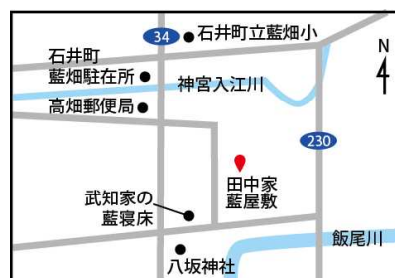 34
石井町立藍畑小
石井町
藍畑駐在所
N
神宮入江川
高畑郵便局
230
田中家
藍屋敷
武知家の
藍寝床
飯尾川
八坂神社